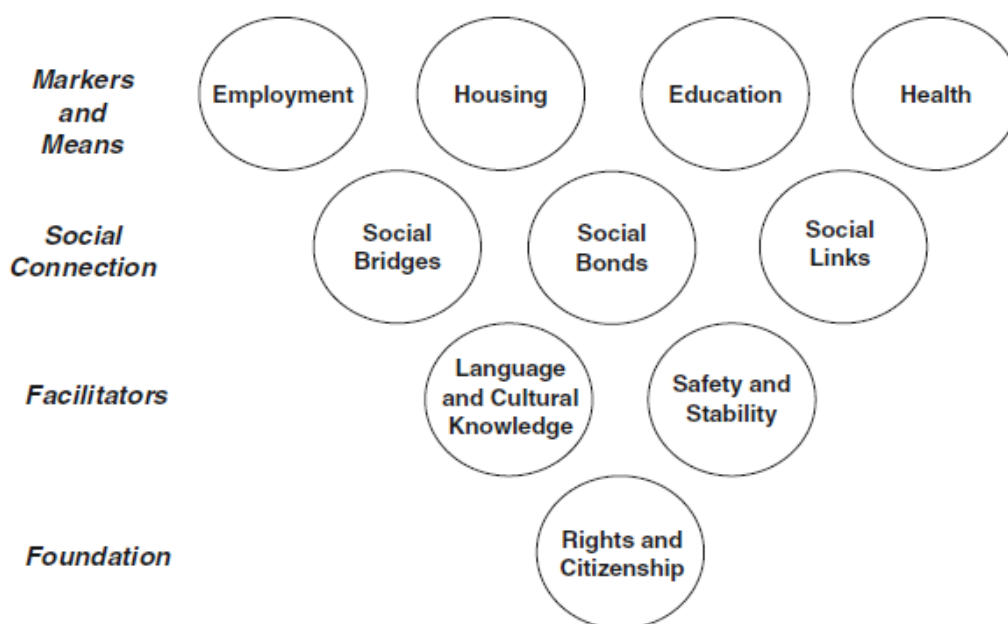 Markers
and
Means
Employment
Housing
Education
Health
Social
Connection
Social
Bridges
Social
Bonds
Social
Links
Facilitators
Language
and Cultural
Knowledge
Safety and
Stability
Foundation
Rights and
Citizenship